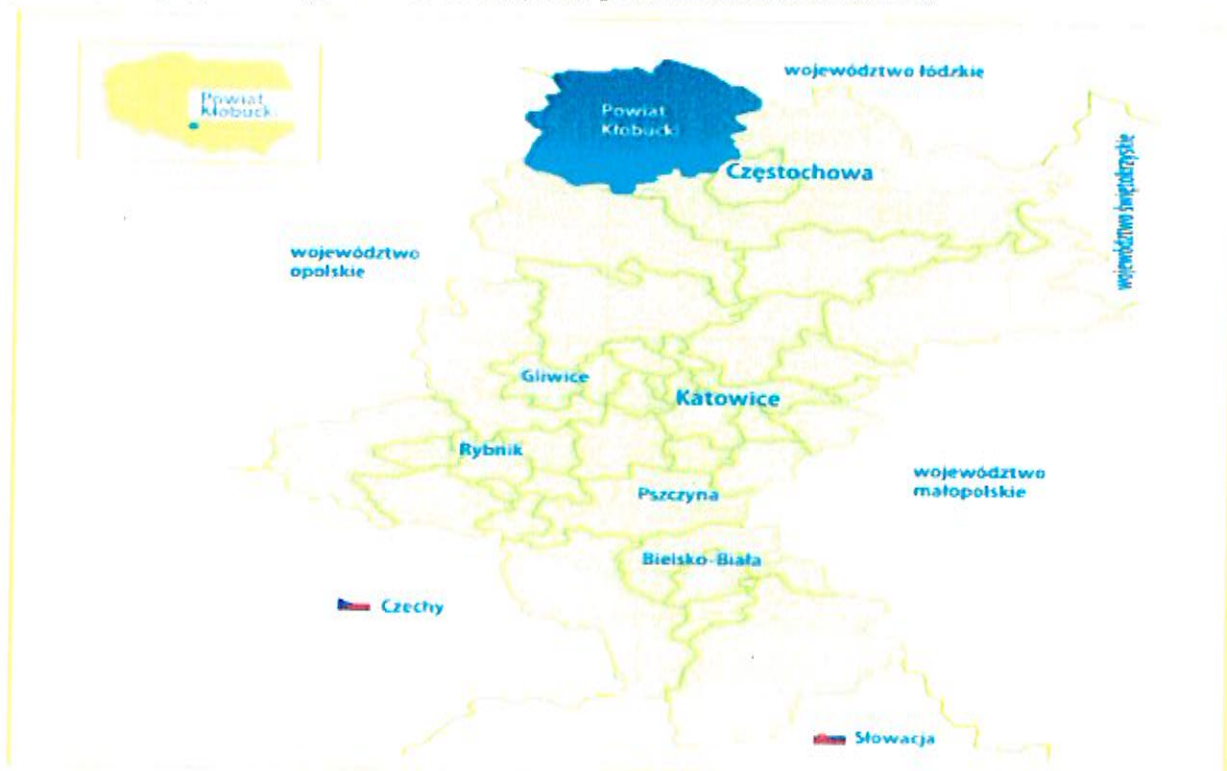 Powiat
Kłobucki
województwo łódzkie
Powiat
Kłobucki
Częstochowa
województwo świętokrzyskie
województwo
opolskie
Gliwice
Katowice
Rybnik
województwo
małopolskie
Pszczyna
Bielsko-Biała
Czechy
Słowacja